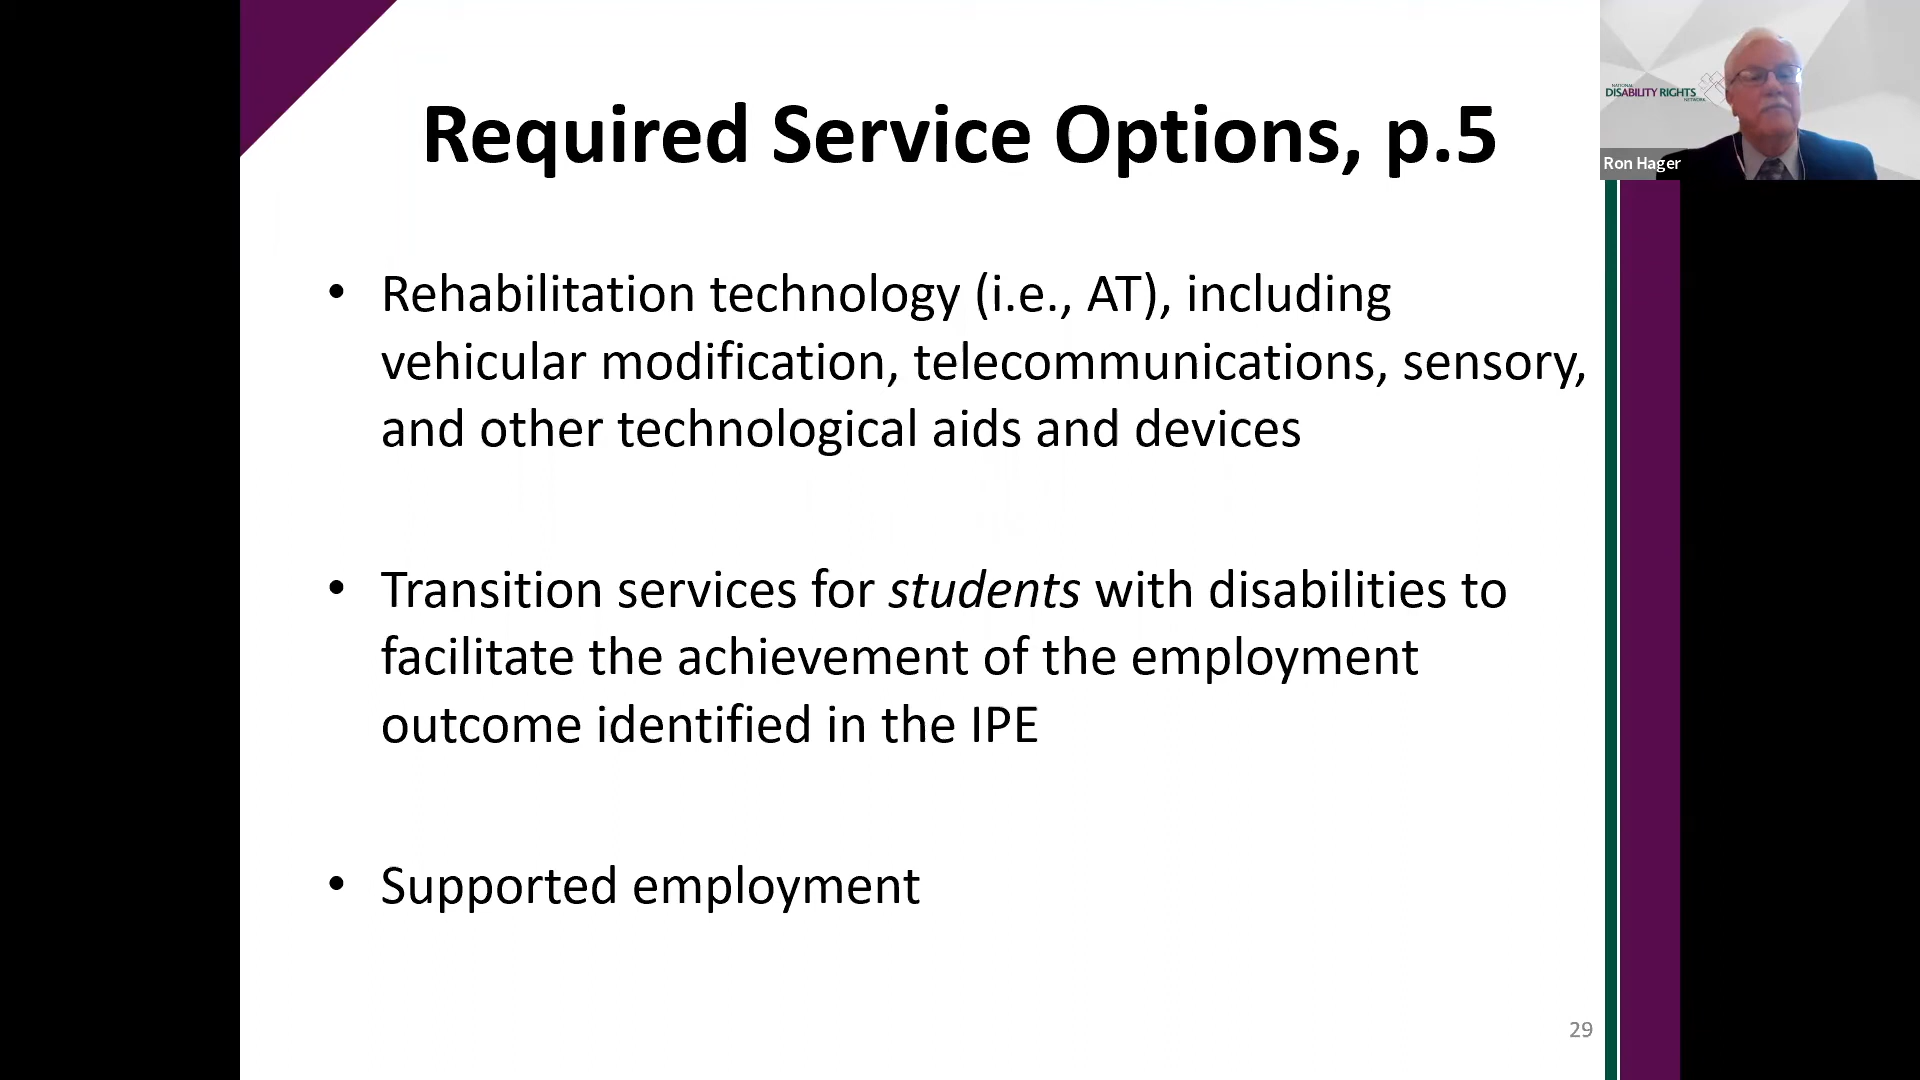 Required Service Options, p.5
NATIONAL
DISABILITY RIGHTS
NETWORK
Ron Hager
• Rehabilitation technology (i.e., AT), including
vehicular modification, telecommunications, sensory,
and other technological aids and devices
• Transition services for students with disabilities to
facilitate the achievement of the employment
outcome identified in the IPE
• Supported employment
29